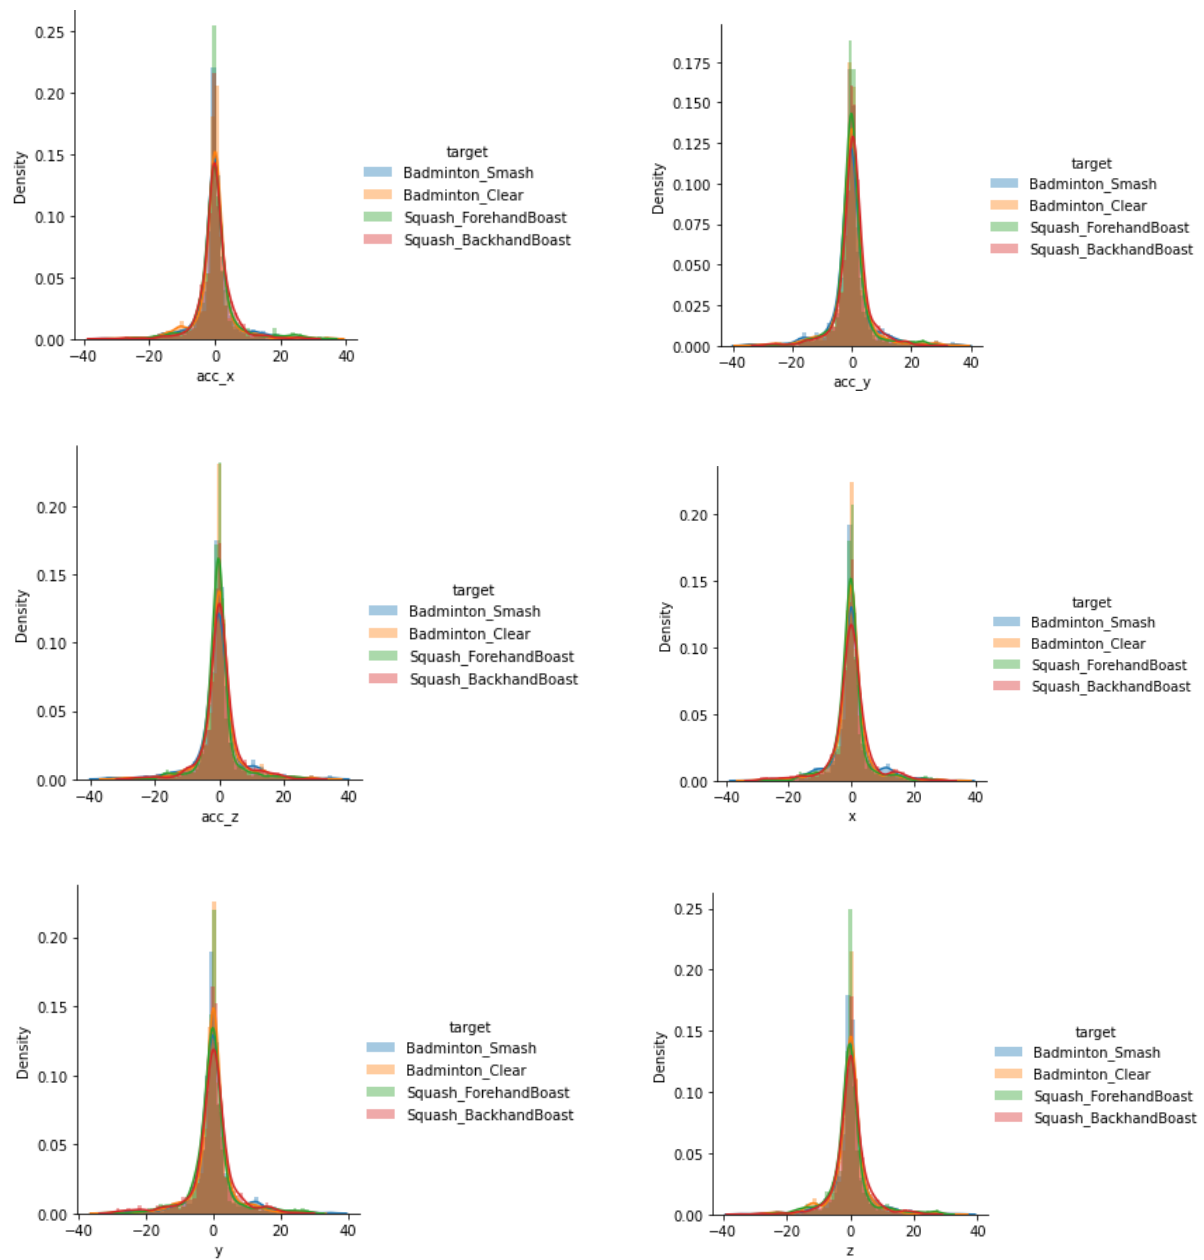 0.25
0.20
0.15
0.10
0.05
0.00
Density
−40
−20
0
20
40
acc_x
target
Badminton_Smash
Badminton_Clear
Squash_ForehandBoast
Squash_BackhandBoast
0.175
0.150
0.125
0.100
0.075
0.050
0.025
0.000
Density
−40
−20
0
20
40
acc_y
target
Badminton_Smash
Badminton_Clear
Squash_ForehandBoast
Squash_BackhandBoast
0.20
0.15
0.10
0.05
0.00
Density
−40
−20
0
20
40
acc_z
target
Badminton_Smash
Badminton_Clear
Squash_ForehandBoast
Squash_BackhandBoast
0.20
0.15
0.10
0.05
0.00
Density
−40
−20
0
20
40
x
target
Badminton_Smash
Badminton_Clear
Squash_ForehandBoast
Squash_BackhandBoast
0.20
0.15
0.10
0.05
0.00
Density
−40
−20
0
20
40
y
target
Badminton_Smash
Badminton_Clear
Squash_ForehandBoast
Squash_BackhandBoast
0.25
0.20
0.15
0.10
0.05
0.00
Density
−40
−20
0
20
40
z
target
Badminton_Smash
Badminton_Clear
Squash_ForehandBoast
Squash_BackhandBoast